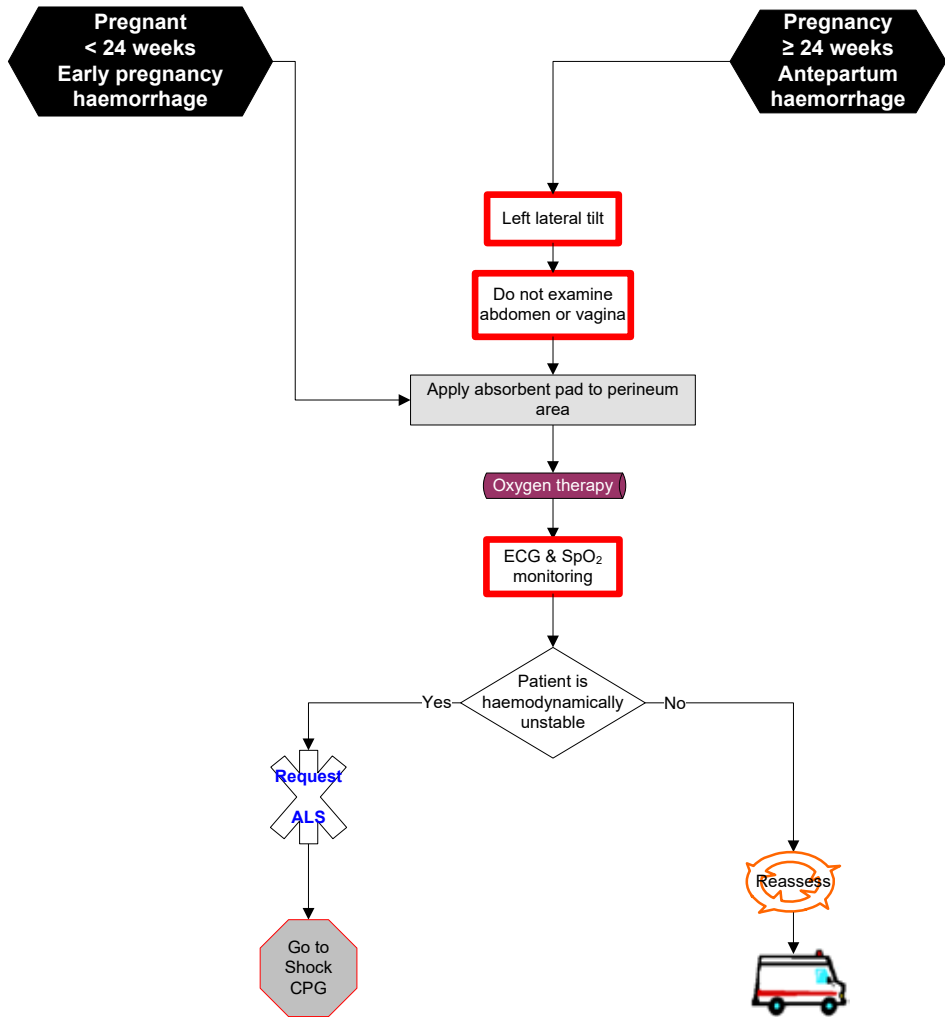 Pregnant
< 24 weeks
Early pregnancy
haemorrhage
Pregnancy
≥ 24 weeks
Antepartum
haemorrhage
Left lateral tilt
Do not examine
abdomen or vagina
Apply absorbent pad to perineum
area
Oxygen therapy
ECG & SpO₂
monitoring
Patient is
haemodynamically
unstable
Yes
No
Request
ALS
Reassess
Go to
Shock
CPG